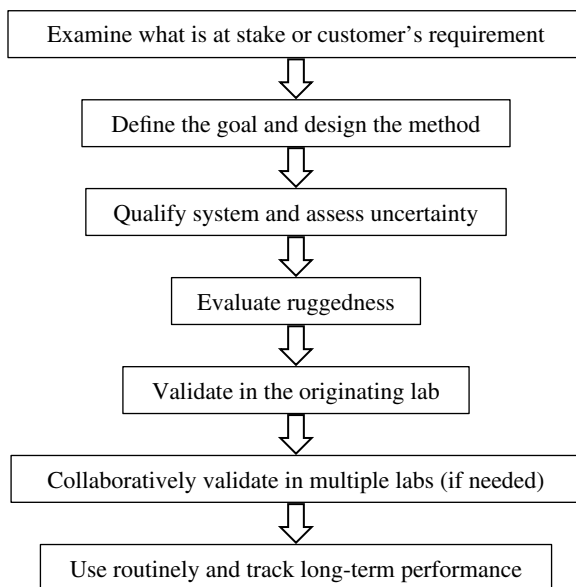 Examine what is at stake or customer’s requirement
Define the goal and design the method
Qualify system and assess uncertainty
Evaluate ruggedness
Validate in the originating lab
Collaboratively validate in multiple labs (if needed)
Use routinely and track long-term performance